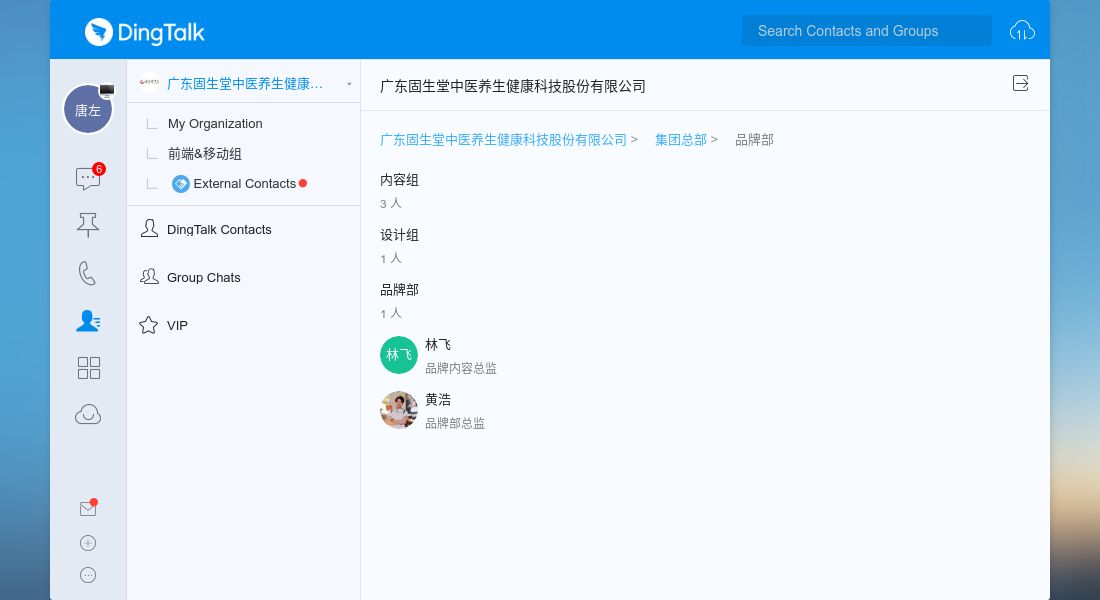 DingTalk
Search Contacts and Groups
唐左
6
广东固生堂中医养生健康…
My Organization
前端&移动组
External Contacts
DingTalk Contacts
Group Chats
VIP
广东固生堂中医养生健康科技股份有限公司
广东固生堂中医养生健康科技股份有限公司 > 集团总部 > 品牌部
内容组
3 人
设计组
1 人
品牌部
1 人
林飞
林飞
品牌内容总监
黄浩
品牌部总监